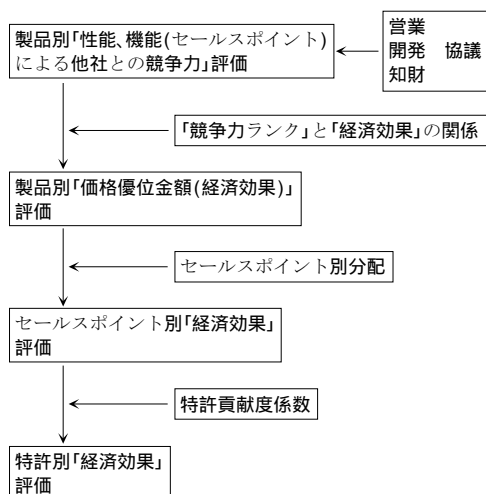 製品別「性能、機能(セールスポイント)
による他社との競争力」評価
営業
開発　協議
知財
「競争力ランク」と「経済効果」の関係
製品別「価格優位金額(経済効果)」
評価
セールスポイント別分配
セールスポイント別「経済効果」
評価
特許貢献度係数
特許別「経済効果」
評価